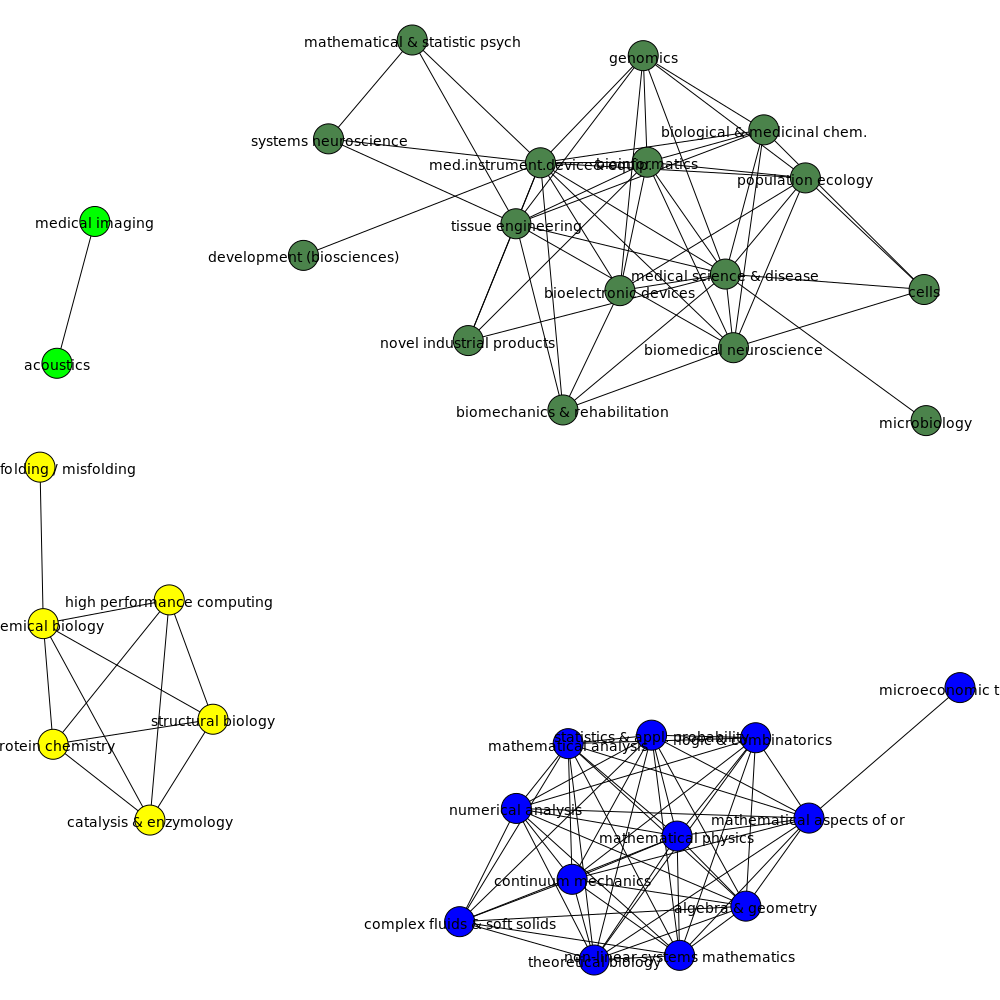 mathematical & statistic psych
genomics
biological & medicinal chem.
systems neuroscience
med.instrument.device& equip.
bioinformatics
population ecology
medical imaging
tissue engineering
development (biosciences)
medical science & disease
bioelectronic devices
cells
novel industrial products
biomedical neuroscience
acoustics
biomechanics & rehabilitation
microbiology
folding / misfolding
high performance computing
emical biology
microeconomic t
structural biology
rotein chemistry
statistics & appl. probability
logic & combinatorics
mathematical analysis
numerical analysis
catalysis & enzymology
mathematical aspects of or
mathematical physics
continuum mechanics
algebra & geometry
complex fluids & soft solids
non-linear systems mathematics
theoretical biology